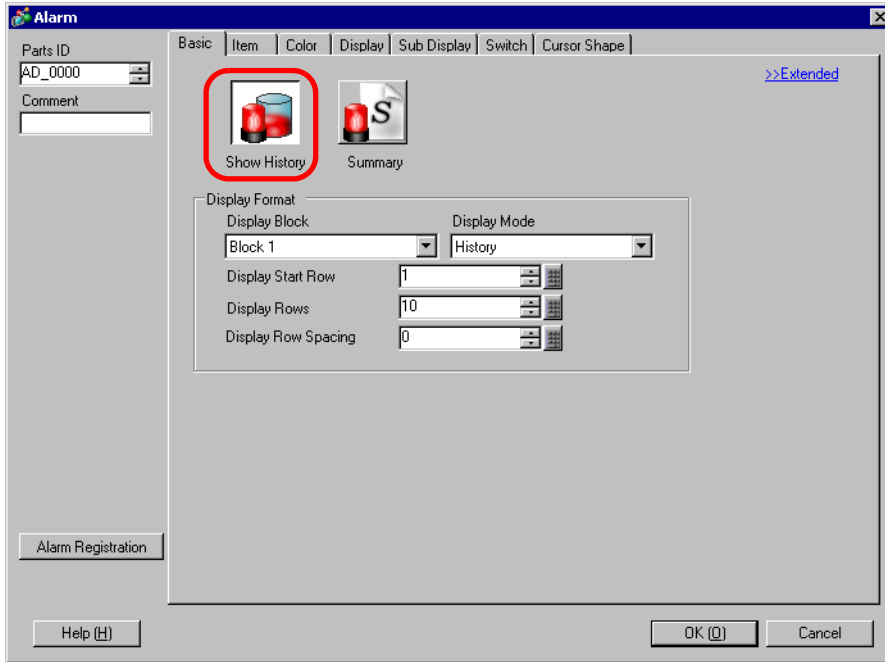 Alarm
Parts ID
AD_0000
Comment
Basic
Item
Color
Display
Sub Display
Switch
Cursor Shape
>>Extended
S
Show History
Summary
Display Format
Display Block
Display Mode
Block 1
History
Display Start Row
1
Display Rows
10
Display Row Spacing
0
Alarm Registration
Help (H)
OK (O)
Cancel